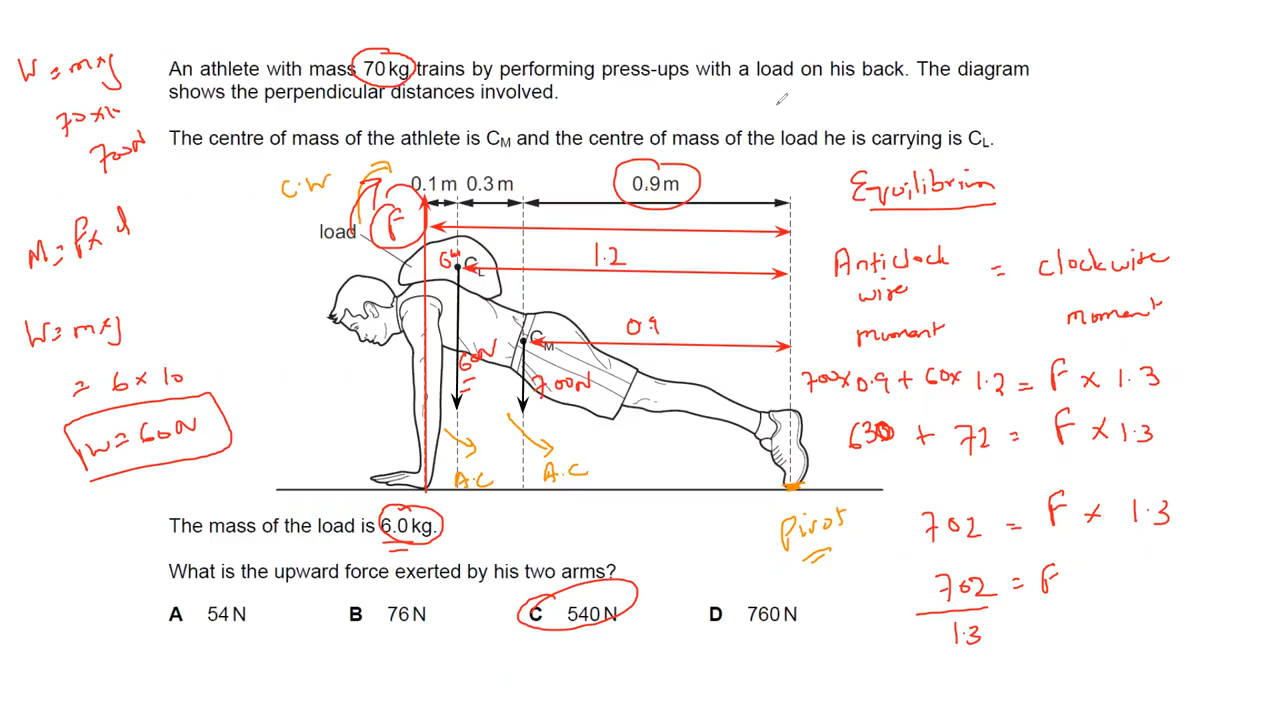 An athlete with mass 70 kg trains by performing press-ups with a load on his back. The diagram
shows the perpendicular distances involved.
The centre of mass of the athlete is CM and the centre of mass of the load he is carrying is CL.
W = m×g
70×10
700N
M = F× d
W = m×g
= 6 × 10
W = 60N
C.W
0.1 m 0.3 m 0.9 m
F
load
1.2
CL
0.9
CM
60N
700N
A.C
A.C
Pivot
Equilibrium
Anticlock = clockwise
wise
moment moment
700×0.9 + 60× 1.2 = F × 1.3
630 + 72 = F × 1.3
702 = F × 1.3
702 = F
1.3
The mass of the load is 6.0 kg.
What is the upward force exerted by his two arms?
A 54 N B 76 N C 540 N D 760 N